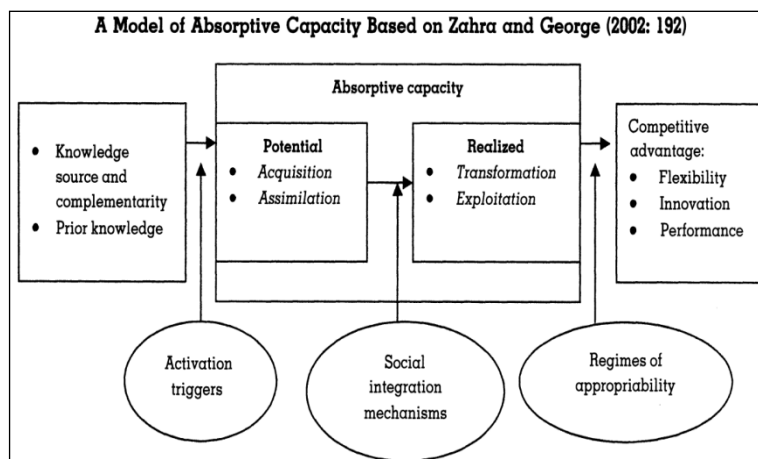 A Model of Absorptive Capacity Based on Zahra and George (2002: 192)
Absorptive capacity
• Knowledge
source and
complementarity
• Prior knowledge
Potential
• Acquisition
• Assimilation
Realized
• Transformation
• Exploitation
Competitive
advantage:
• Flexibility
• Innovation
• Performance
Activation
triggers
Social
integration
mechanisms
Regimes of
appropriability